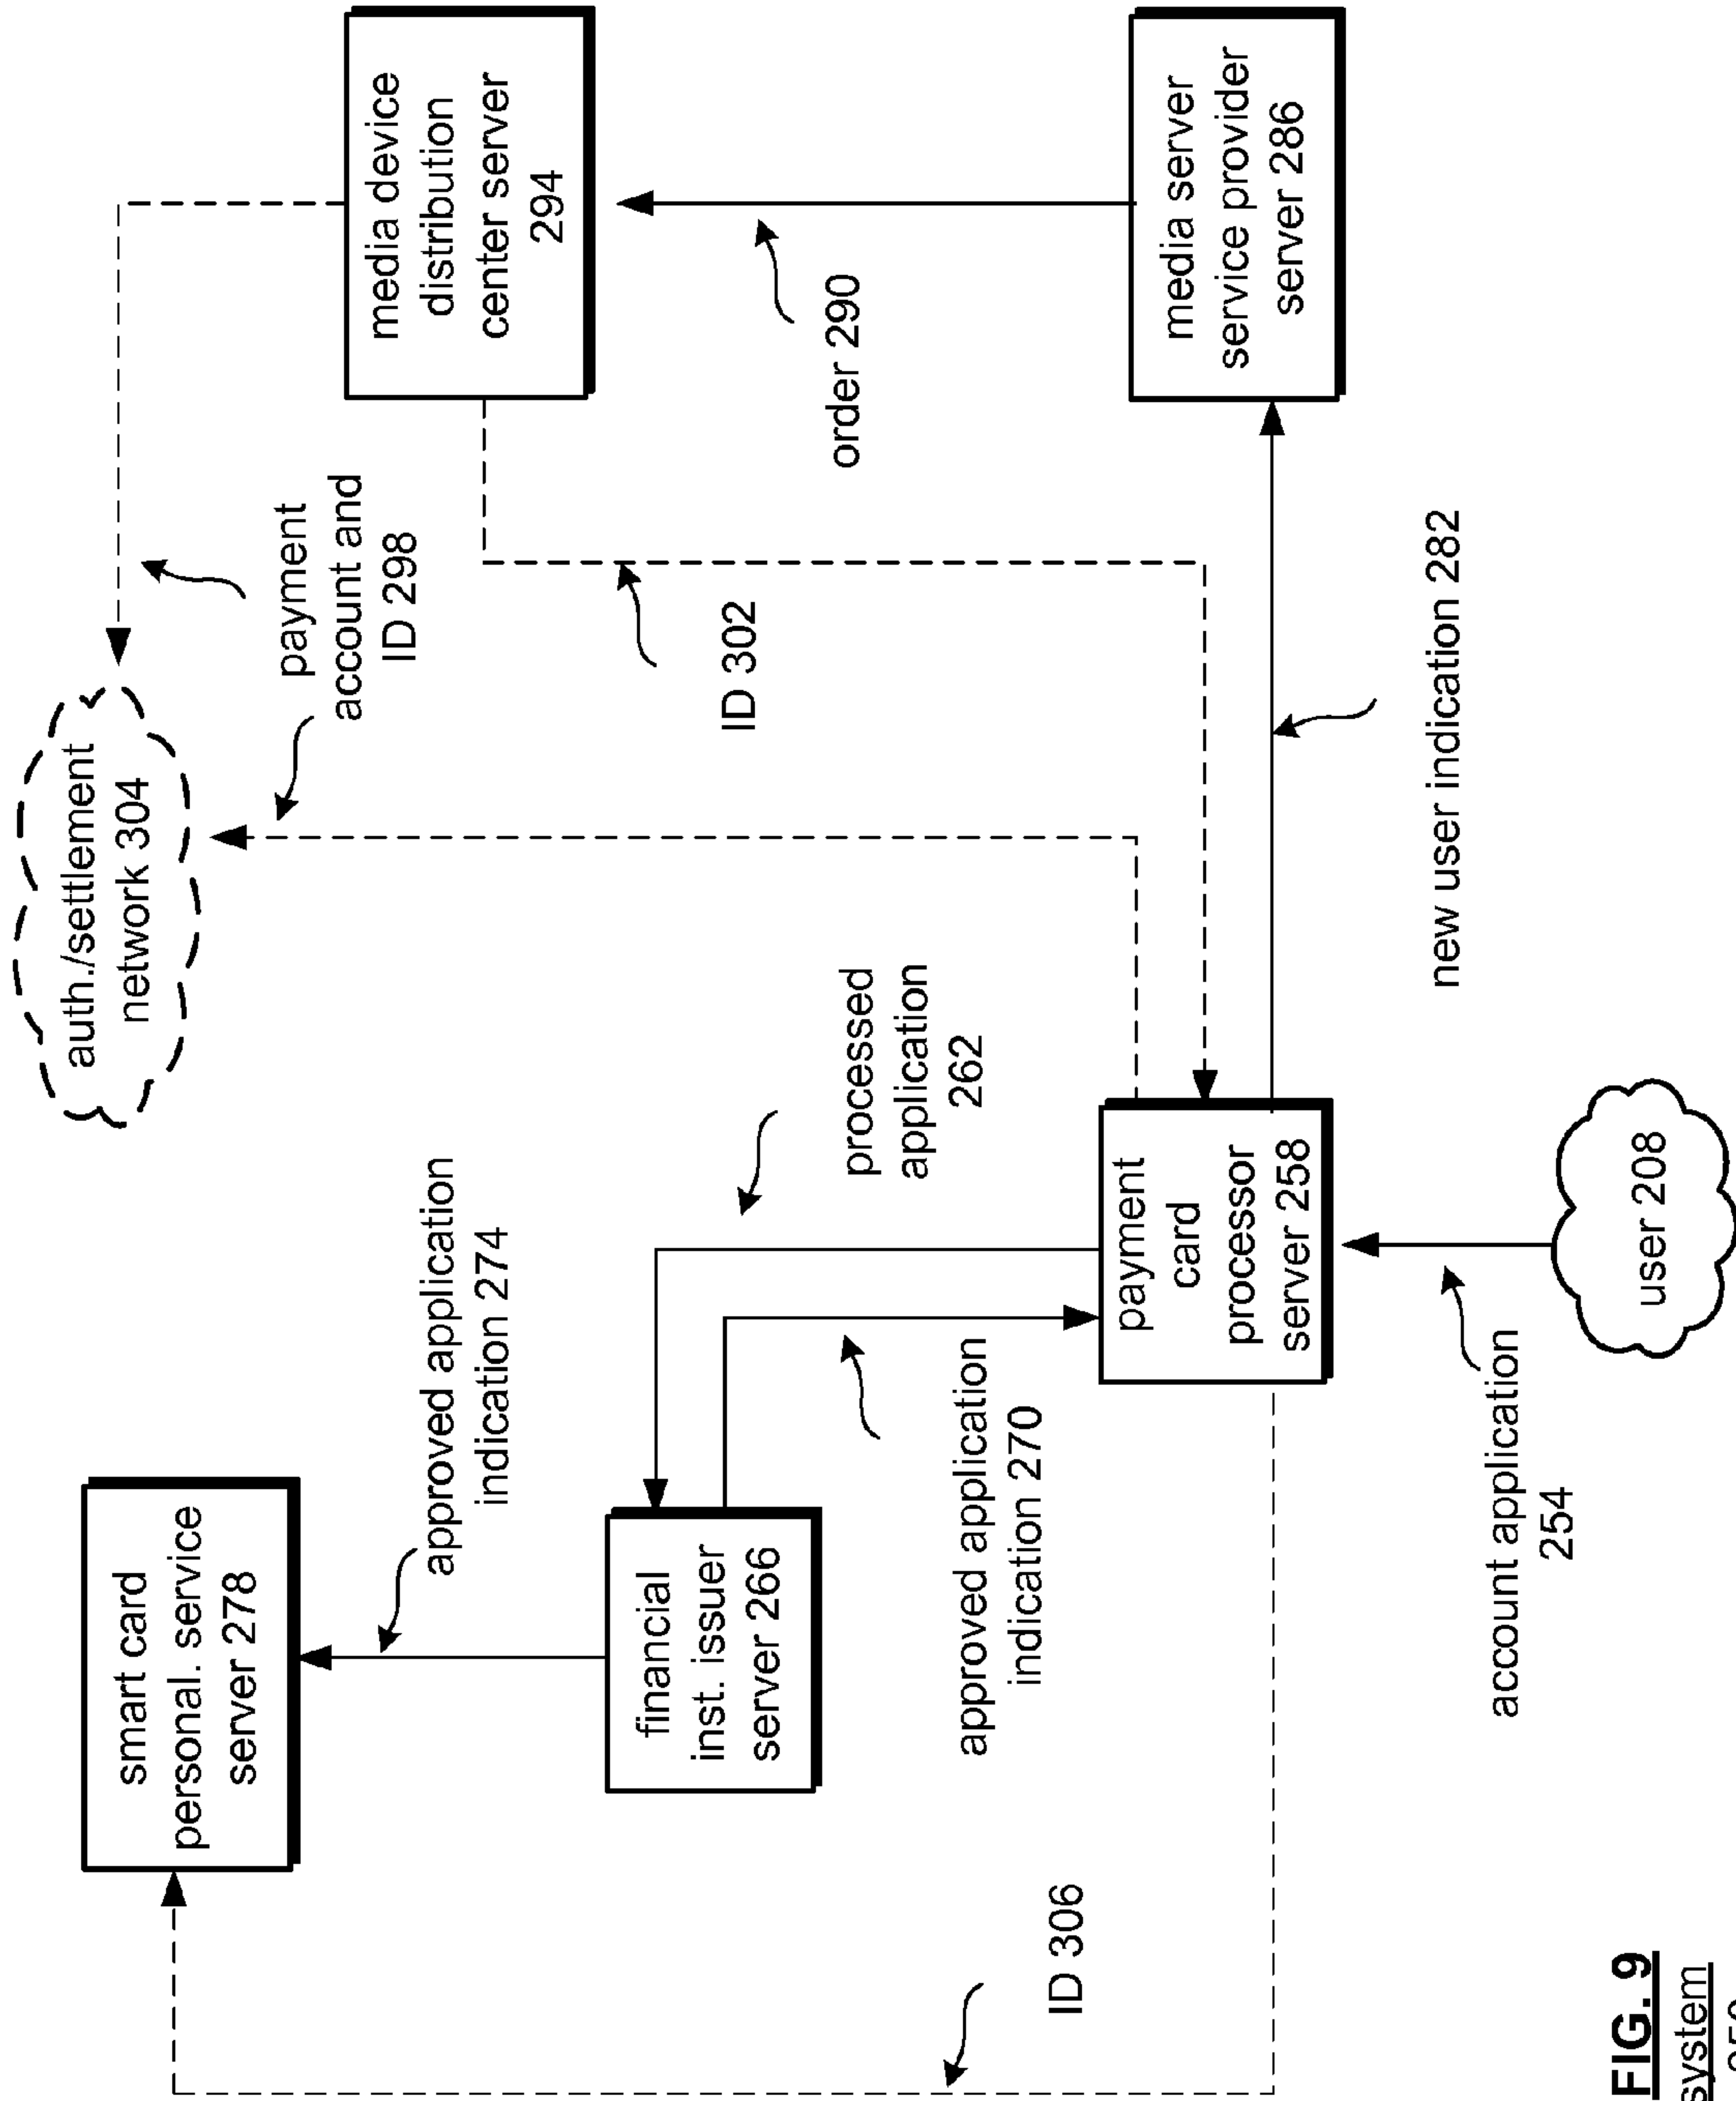 auth./settlement
network 304
smart card
personal. service
server 278
payment
account and
ID 298
approved application
indication 274
media device
distribution
center server
294
financial
inst. issuer
server 266
ID 302
order 290
processed
application
262
approved application
indication 270
ID 306
payment
card
processor
server 258
media server
service provider
server 286
new user indication 282
account application
254
user 208
FIG. 9
system